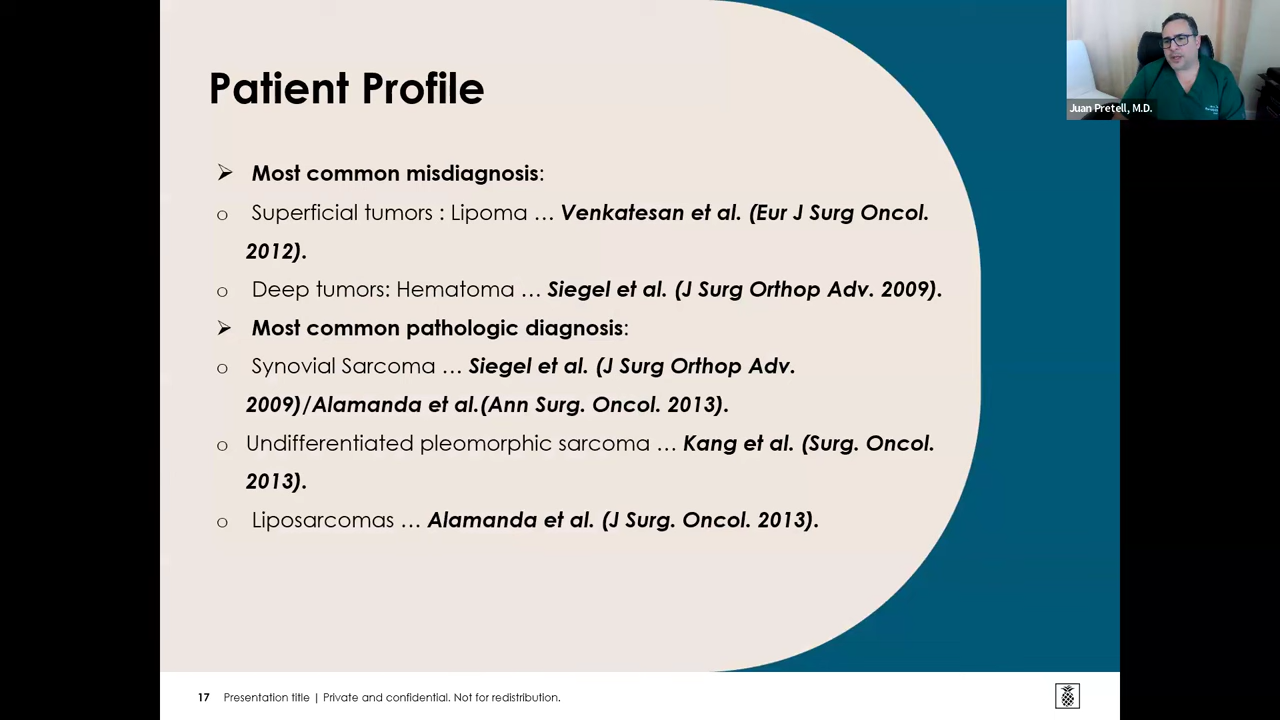 Patient Profile
Juan Pretell, M.D.
➢ Most common misdiagnosis:
o Superficial tumors : Lipoma … Venkatesan et al. (Eur J Surg Oncol.
2012).
o Deep tumors: Hematoma … Siegel et al. (J Surg Orthop Adv. 2009).
➢ Most common pathologic diagnosis:
o Synovial Sarcoma … Siegel et al. (J Surg Orthop Adv.
2009)/Alamanda et al.(Ann Surg. Oncol. 2013).
o Undifferentiated pleomorphic sarcoma … Kang et al. (Surg. Oncol.
2013).
o Liposarcomas … Alamanda et al. (J Surg. Oncol. 2013).
17 Presentation title | Private and confidential. Not for redistribution.